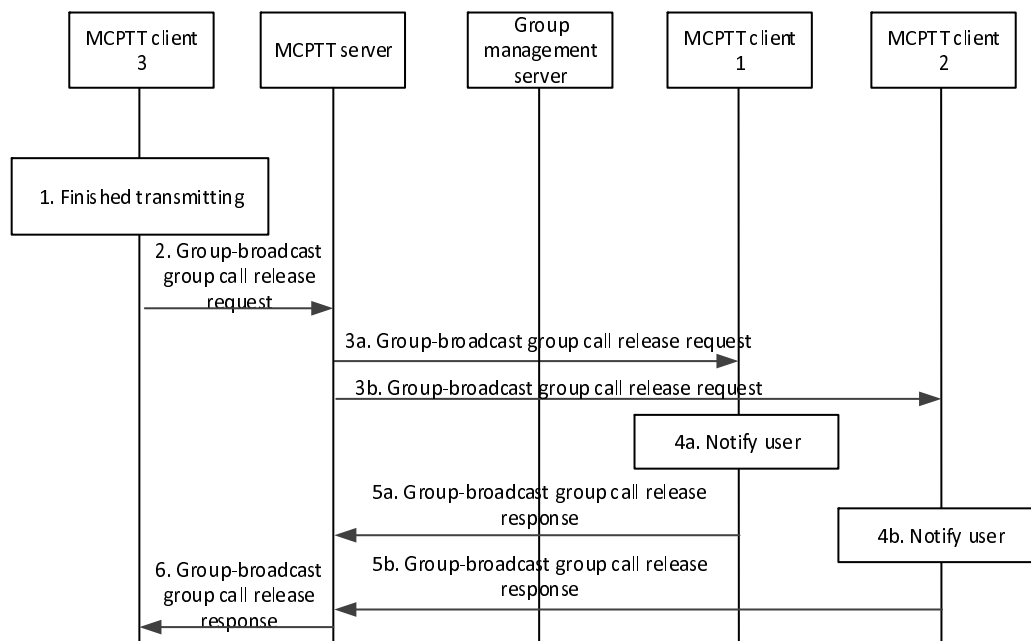 MCPTT client
3
MCPTT server
Group
management
server
MCPTT client
1
MCPTT client
2
1. Finished transmitting
2. Group-broadcast
group call release
request
3a. Group-broadcast group call release request
3b. Group-broadcast group call release request
4a. Notify user
5a. Group-broadcast group call release
response
4b. Notify user
5b. Group-broadcast group call release
response
6. Group-broadcast
group call release
response